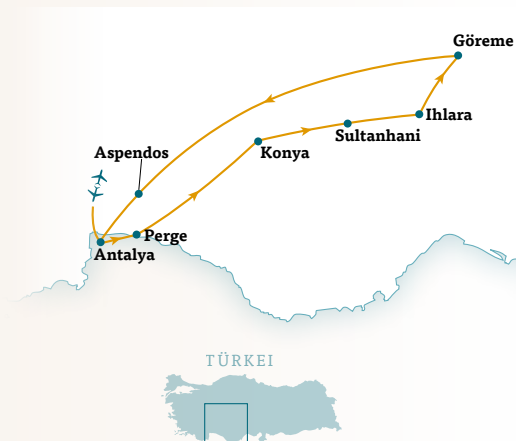 Göreme
Ihlara
Sultanhani
Konya
Aspendos
Perge
Antalya
TÜRKEI